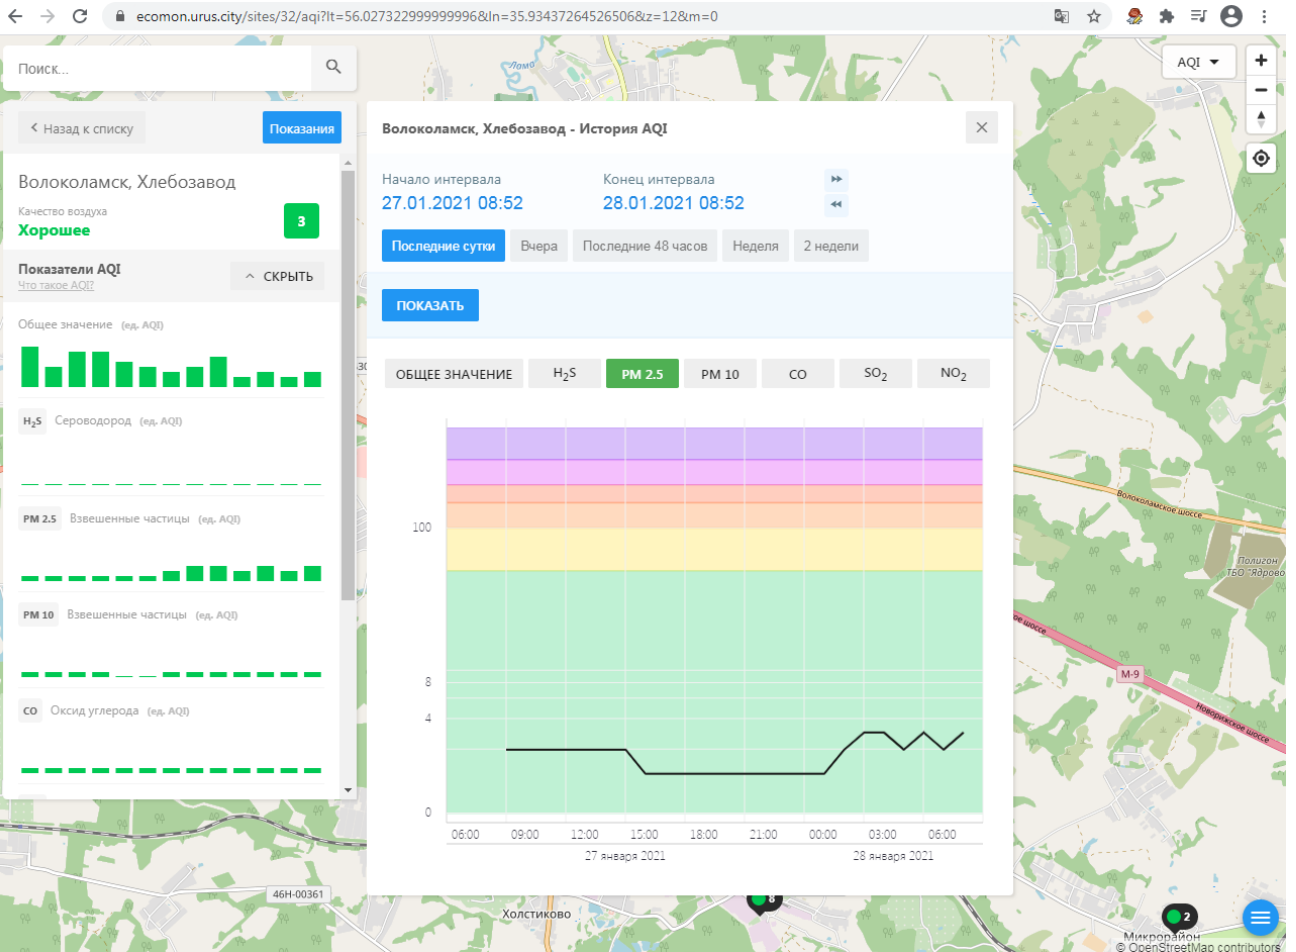 ecomon.urus.city/sites/32/aqi?lt=56.027322999999996&ln=35.93437264526506&z=12&m=0
Поиск...
AQI
Назад к списку
Показания
Волоколамск, Хлебозавод
Качество воздуха
Хорошее
3
Показатели AQI
Что такое AQI?
СКРЫТЬ
Общее значение (ед. AQI)
H₂S Сероводород (ед. AQI)
PM 2.5 Взвешенные частицы (ед. AQI)
PM 10 Взвешенные частицы (ед. AQI)
CO Оксид углерода (ед. AQI)
Волоколамск, Хлебозавод - История AQI
Начало интервала
27.01.2021 08:52
Конец интервала
28.01.2021 08:52
Последние сутки
Вчера
Последние 48 часов
Неделя
2 недели
ПОКАЗАТЬ
ОБЩЕЕ ЗНАЧЕНИЕ
H₂S
PM 2.5
PM 10
CO
SO₂
NO₂
100
8
4
0
06:00 09:00 12:00 15:00 18:00 21:00 00:00 03:00 06:00
27 января 2021
28 января 2021
Лама
Волоколамское шоссе
Полигон
ТБО "Ядрово
М-9
Новорижское шоссе
46Н-00361
Холстиково
8
2
Микрорайон
© OpenStreetMap contributors